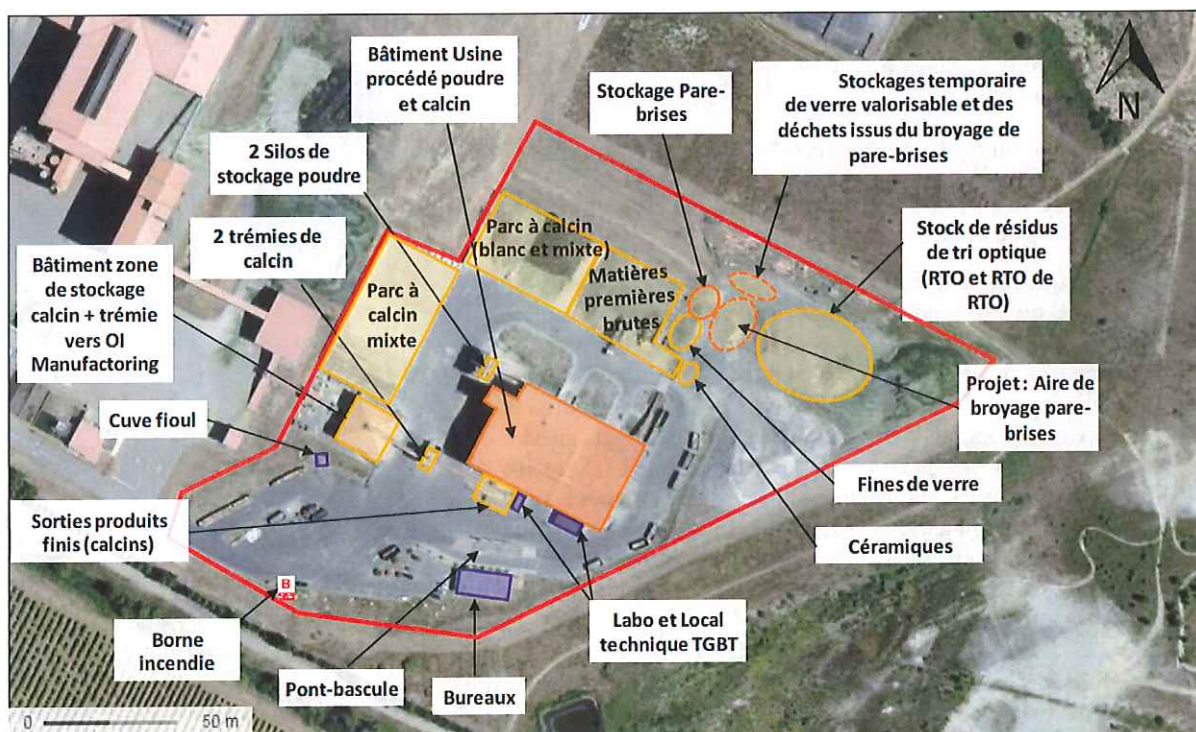 Bâtiment Usine
procédé poudre
et calcin
Stockage Pare-
brises
Stockages temporaire
de verre valorisable et des
déchets issus du broyage de
pare-brises
N
2 Silos de
stockage poudre
2 trémies de
calcin
Bâtiment zone
de stockage
calcin + trémie
vers OI
Manufactoring
Parc à
calcin
mixte
Parc à calcin
(blanc et mixte)
Matières
premières
brutes
Stock de résidus
de tri optique
(RTO et RTO de
RTO)
Projet : Aire de
broyage pare-
brises
Cuve fioul
Fines de verre
Sorties produits
finis (calcins)
Céramiques
B
Borne
incendie
Pont-bascule
Bureaux
Labo et Local
technique TGBT
0 50 m